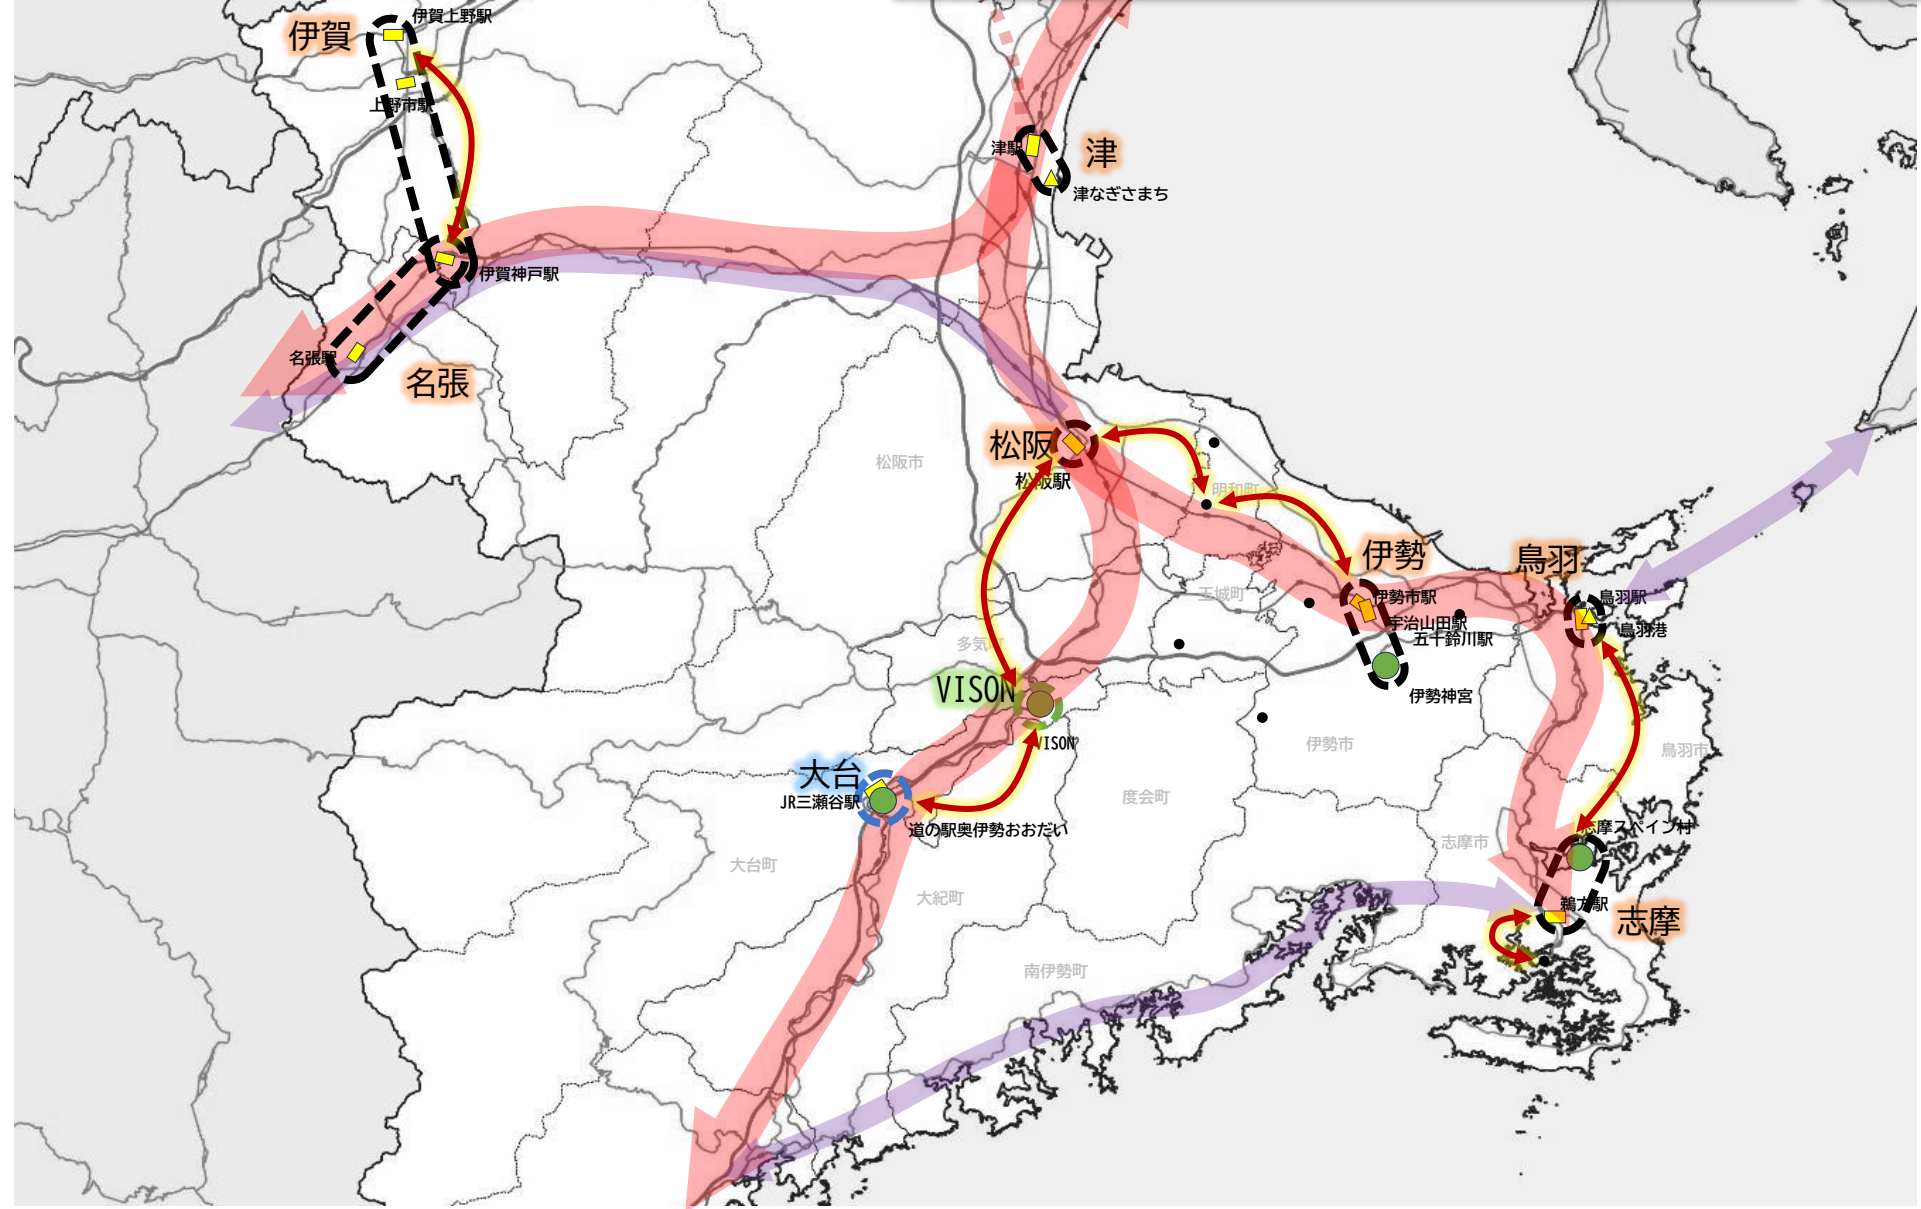 伊賀上野駅
伊賀
上野市駅
津駅
津
津なぎさまち
伊賀神戸駅
名張駅
名張
松阪
松阪市
松阪駅
明和町
伊勢
鳥羽
玉城町
伊勢市駅
鳥羽駅
宇治山田駅
鳥羽港
五十鈴川駅
多気町
VISON
伊勢神宮
VISON
伊勢市
鳥羽市
大台
JR三瀬谷駅
度会町
道の駅奥伊勢おおだい
志摩スペイン村
志摩市
大台町
大紀町
鵜方駅
志摩
南伊勢町